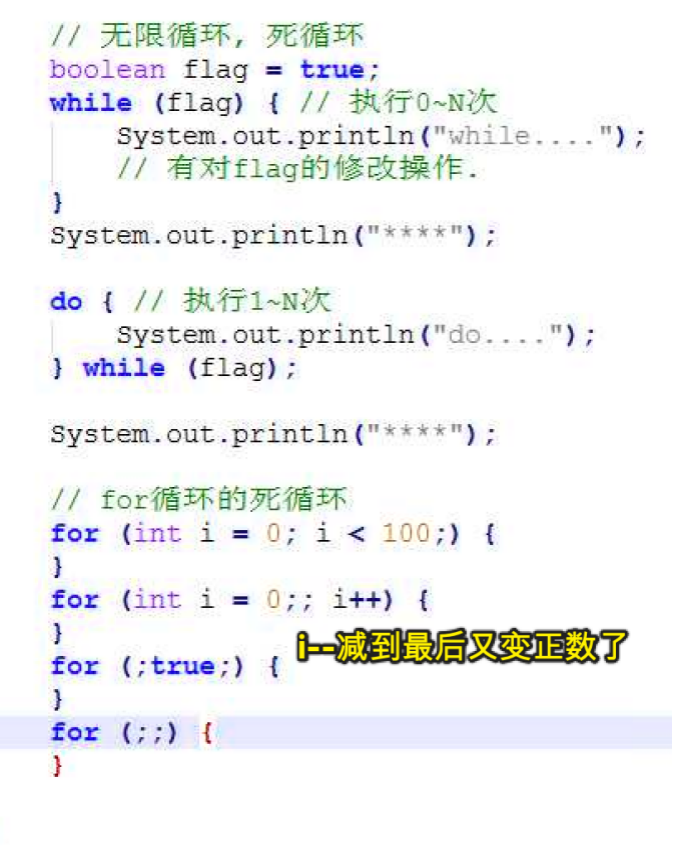 // 无限循环, 死循环
boolean flag = true;
while (flag) { // 执行0~N次
    System.out.println("while....");
    // 有对flag的修改操作.
}
System.out.println("****");
do { // 执行1~N次
    System.out.println("do....");
} while (flag);
System.out.println("****");
// for循环的死循环
for (int i = 0; i < 100;) {
}
for (int i = 0;; i++) {
}
i--减到最后又变正数了
for (;true;) {
}
for (;;) {
}